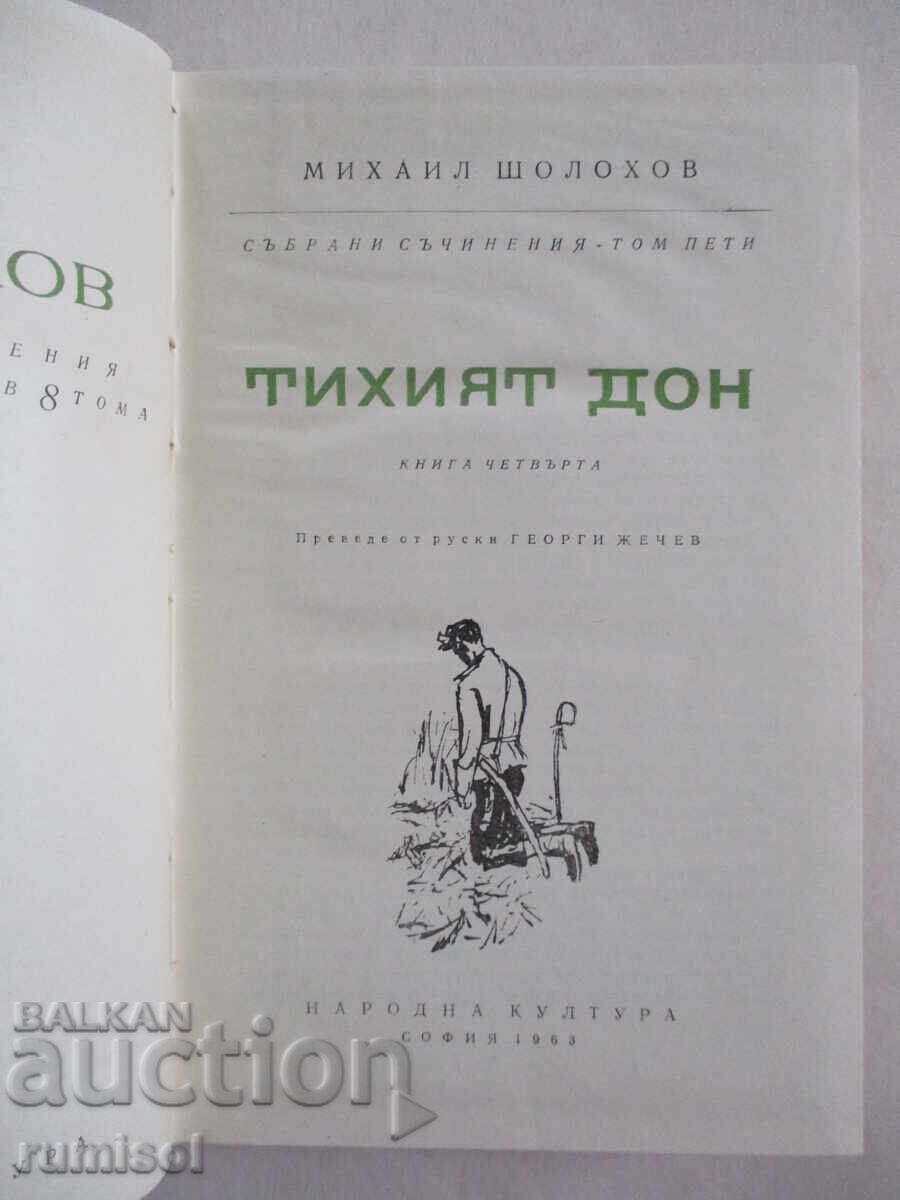 ОВ
ЕНИЯ
В 8 ТОМА
УРА
МИХАИЛ ШОЛОХОВ
СЪБРАНИ СЪЧИНЕНИЯ - ТОМ ПЕТИ
ТИХИЯТ ДОН
КНИГА ЧЕТВЪРТА
Преведе от руски ГЕОРГИ ЖЕЧЕВ
НАРОДНА КУЛТУРА
СОФИЯ 1963
BALKAN
auction
rumisol